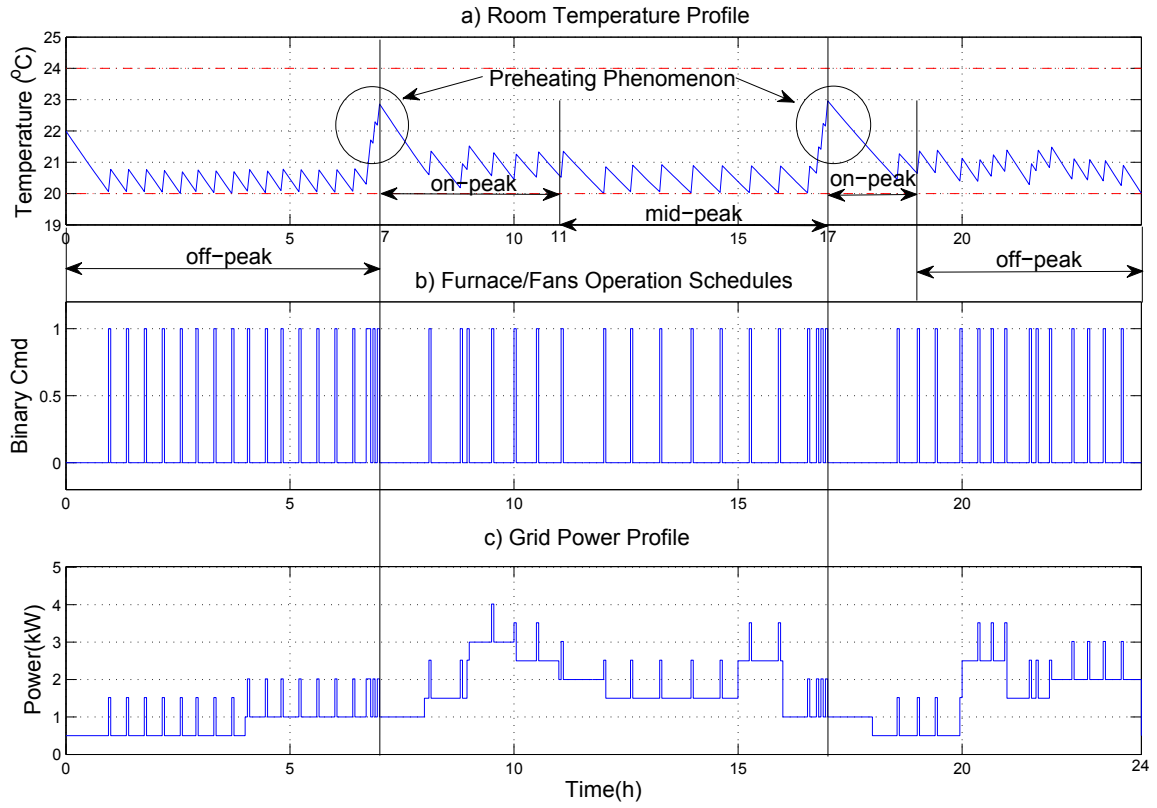 a) Room Temperature Profile
25
24
23
22
21
20
19
Temperature (⁰C)
Preheating Phenomenon
on−peak
on−peak
mid−peak
0
5
7
10
11
15
17
20
off−peak
off−peak
b) Furnace/Fans Operation Schedules
1
0.5
0
Binary Cmd
0
5
10
15
20
c) Grid Power Profile
5
4
3
2
1
0
Power(kW)
0
5
10
15
20
24
Time(h)